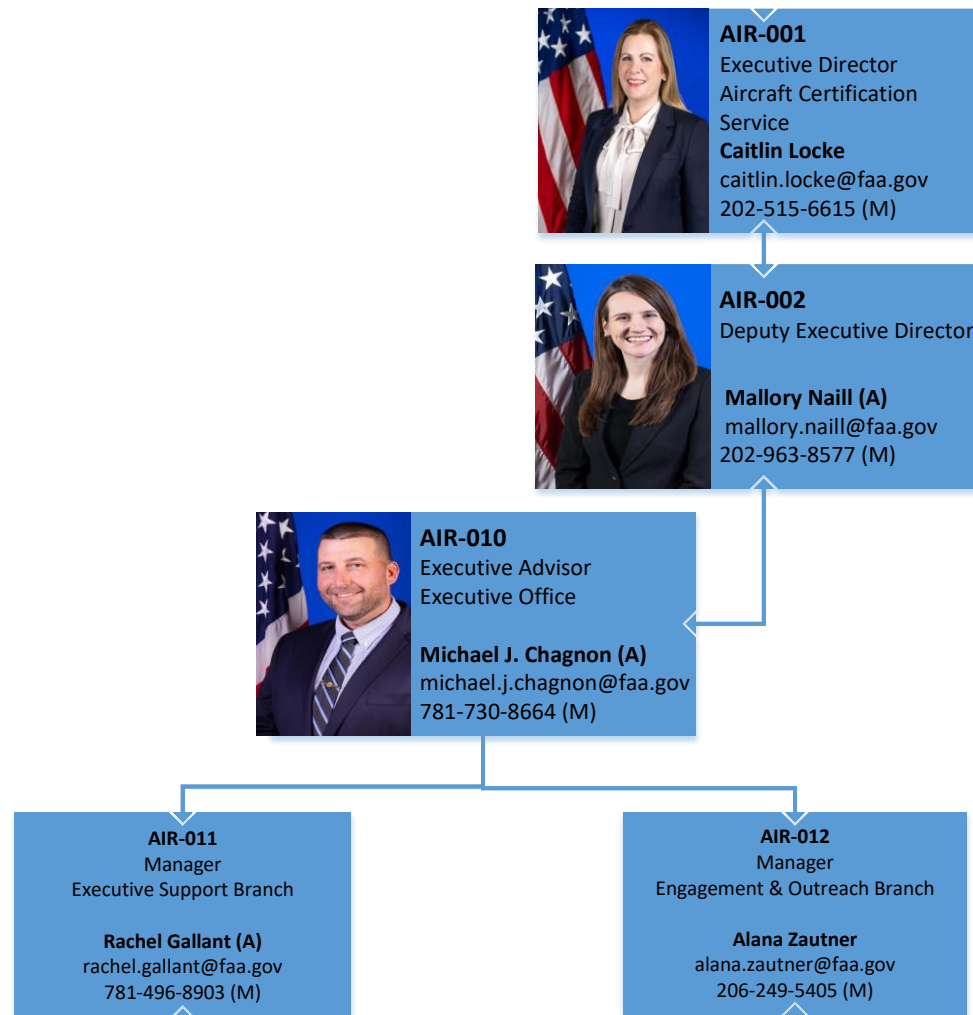 AIR-001
Executive Director
Aircraft Certification
Service
Caitlin Locke
caitlin.locke@faa.gov
202-515-6615 (M)
AIR-002
Deputy Executive Director
Mallory Naill (A)
mallory.naill@faa.gov
202-963-8577 (M)
AIR-010
Executive Advisor
Executive Office
Michael J. Chagnon (A)
michael.j.chagnon@faa.gov
781-730-8664 (M)
AIR-011
Manager
Executive Support Branch
Rachel Gallant (A)
rachel.gallant@faa.gov
781-496-8903 (M)
AIR-012
Manager
Engagement & Outreach Branch
Alana Zautner
alana.zautner@faa.gov
206-249-5405 (M)